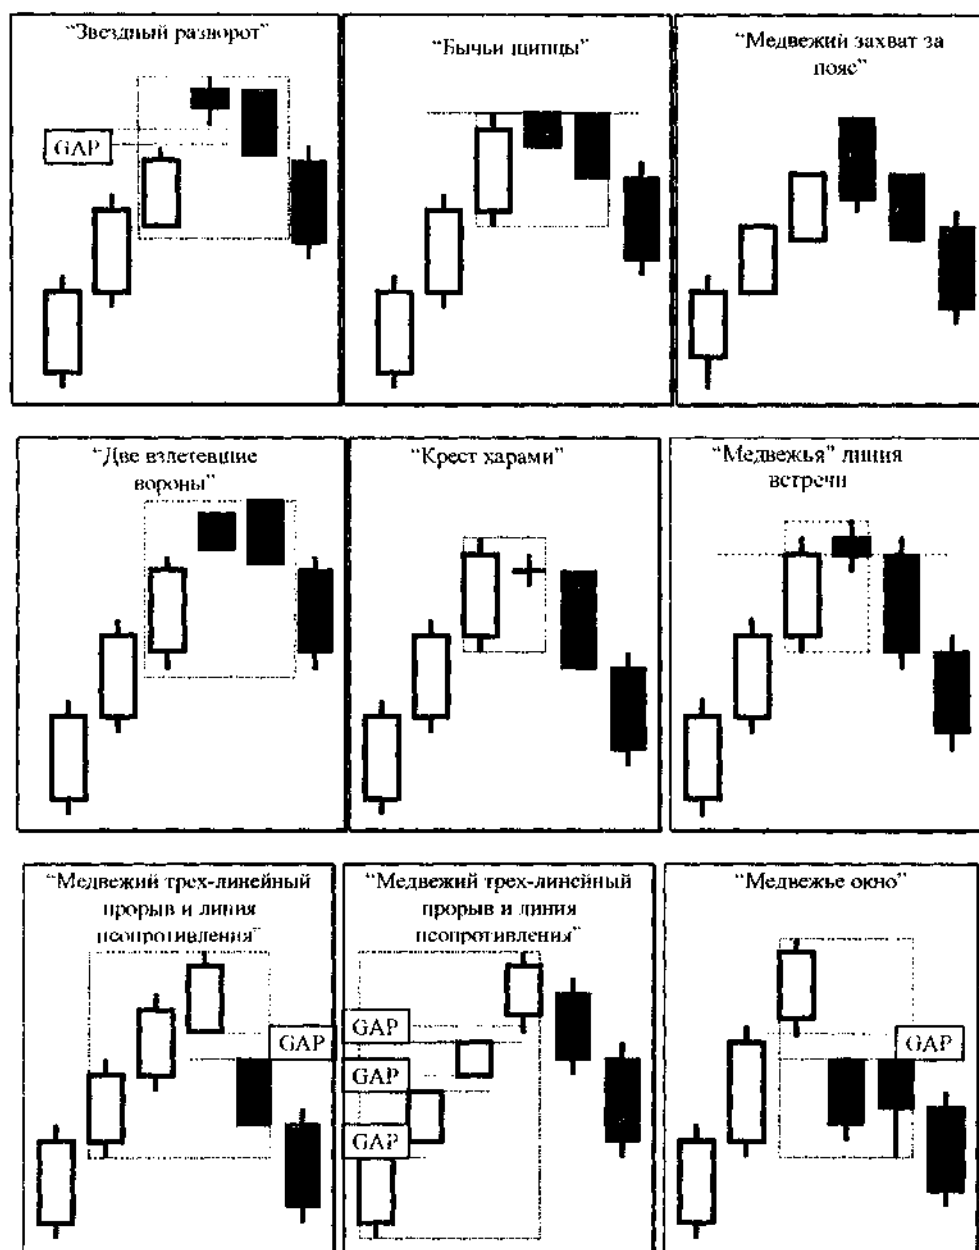 “Звездный разворот”
GAP
“Бычьи щипцы”
“Медвежий захват за
пояс”
“Две взлетевшие
вороны”
“Крест харами”
“Медвежья” линия
встречи
“Медвежий трех-линейный
прорыв и линия
неопротивления”
GAP
“Медвежий трех-линейный
прорыв и линия
неопротивления”
GAP
GAP
GAP
“Медвежье окно”
GAP